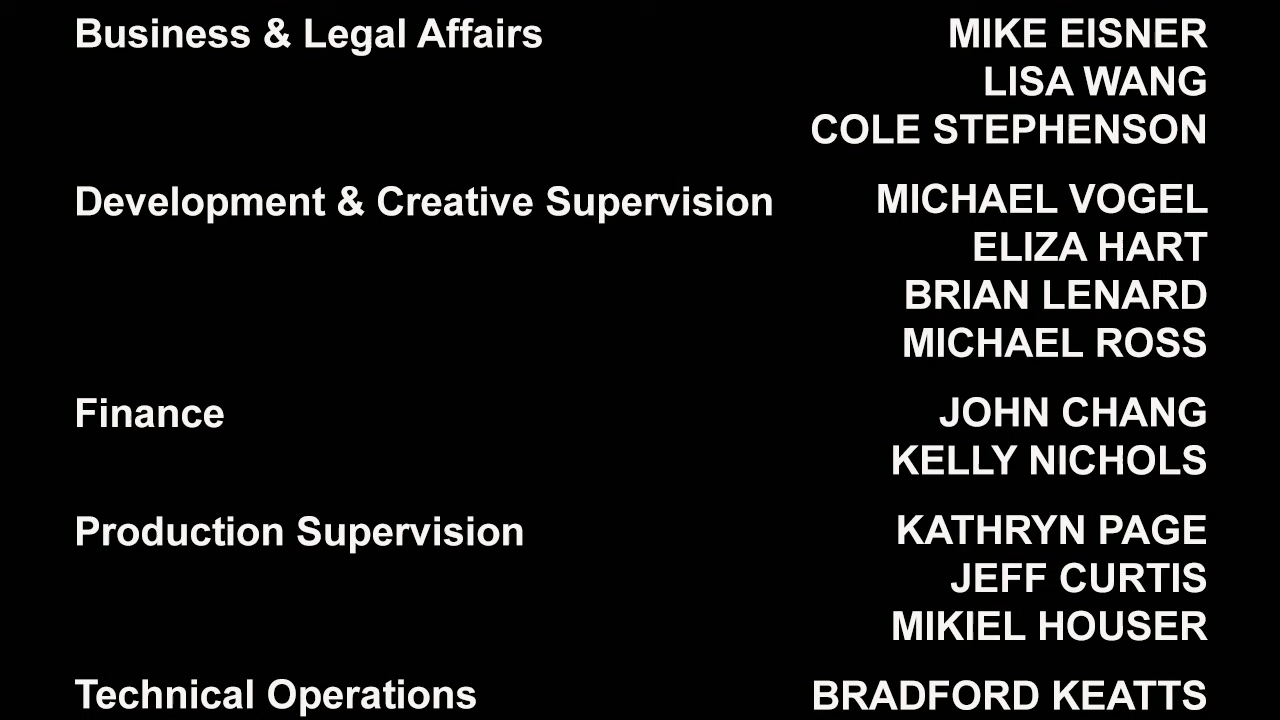 Business & Legal Affairs MIKE EISNER
LISA WANG
COLE STEPHENSON
Development & Creative Supervision MICHAEL VOGEL
ELIZA HART
BRIAN LENARD
MICHAEL ROSS
Finance JOHN CHANG
KELLY NICHOLS
Production Supervision KATHRYN PAGE
JEFF CURTIS
MIKIEL HOUSER
Technical Operations BRADFORD KEATTS